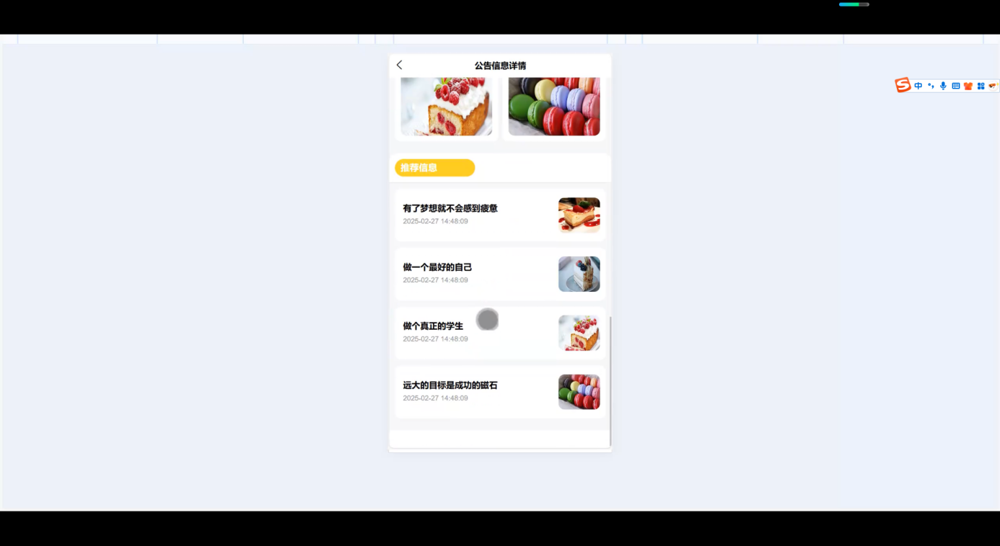 公告信息详情
中
推荐信息
有了梦想就不会感到疲惫
2025-02-27 14:48:09
做一个最好的自己
2025-02-27 14:48:09
做个真正的学生
2025-02-27 14:48:09
远大的目标是成功的磁石
2025-02-27 14:48:09